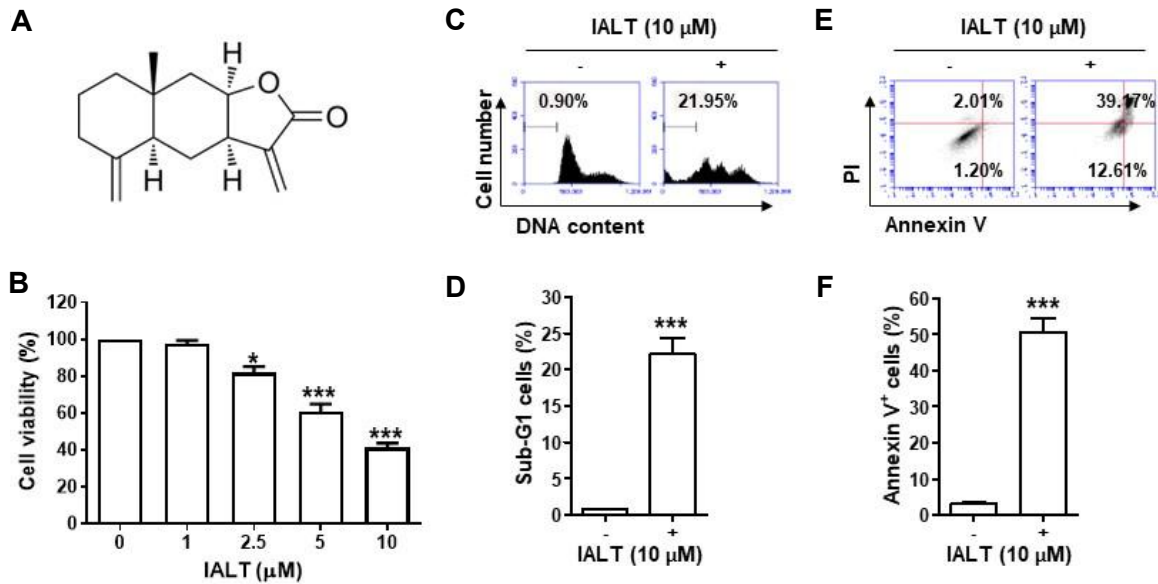 A
H
O
O
H
H
B
Cell viability (%)
120
100
80
60
40
20
0
*
***
***
0 1 2.5 5 10
IALT (μM)
C
IALT (10 μM)
- +
Cell number
0.90% 21.95%
DNA content
D
Sub-G1 cells (%)
30
25
20
15
10
5
0
***
- +
IALT (10 μM)
E
IALT (10 μM)
- +
PI
2.01% 39.17%
1.20% 12.61%
Annexin V
F
Annexin V⁺ cells (%)
60
50
40
30
20
10
0
***
- +
IALT (10 μM)